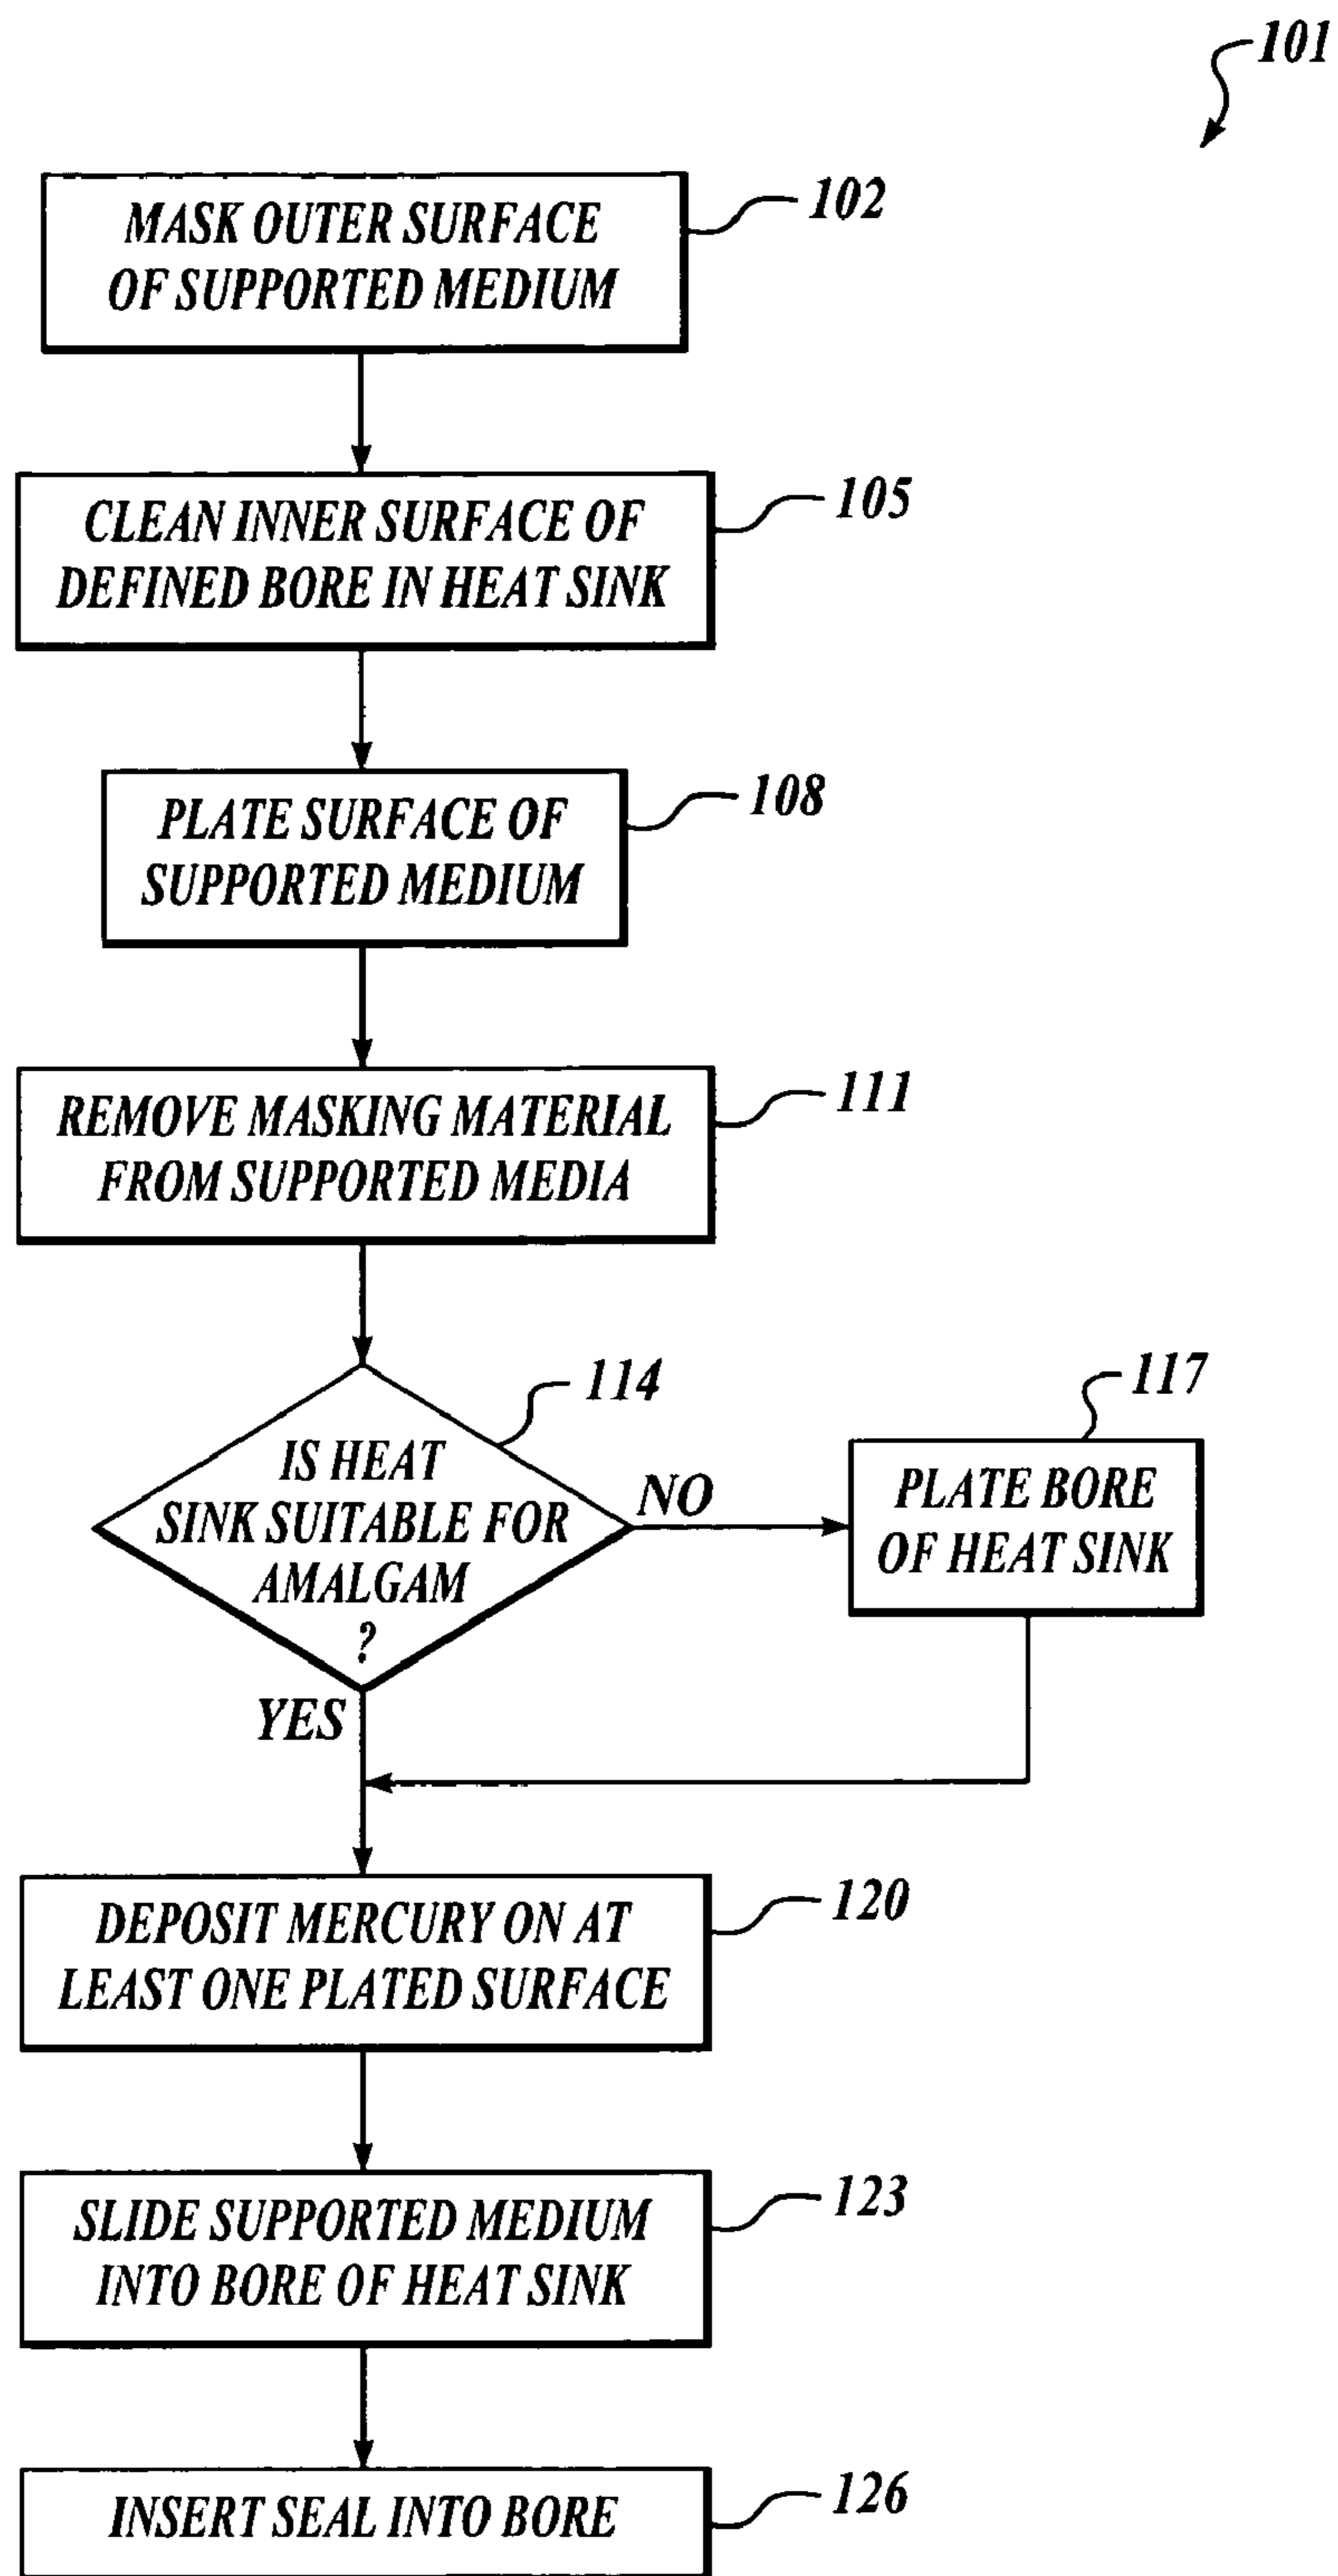 101
MASK OUTER SURFACE
OF SUPPORTED MEDIUM
102
CLEAN INNER SURFACE OF
DEFINED BORE IN HEAT SINK
105
PLATE SURFACE OF
SUPPORTED MEDIUM
108
REMOVE MASKING MATERIAL
FROM SUPPORTED MEDIA
111
IS HEAT
SINK SUITABLE FOR
AMALGAM
?
114
NO
YES
PLATE BORE
OF HEAT SINK
117
DEPOSIT MERCURY ON AT
LEAST ONE PLATED SURFACE
120
SLIDE SUPPORTED MEDIUM
INTO BORE OF HEAT SINK
123
INSERT SEAL INTO BORE
126